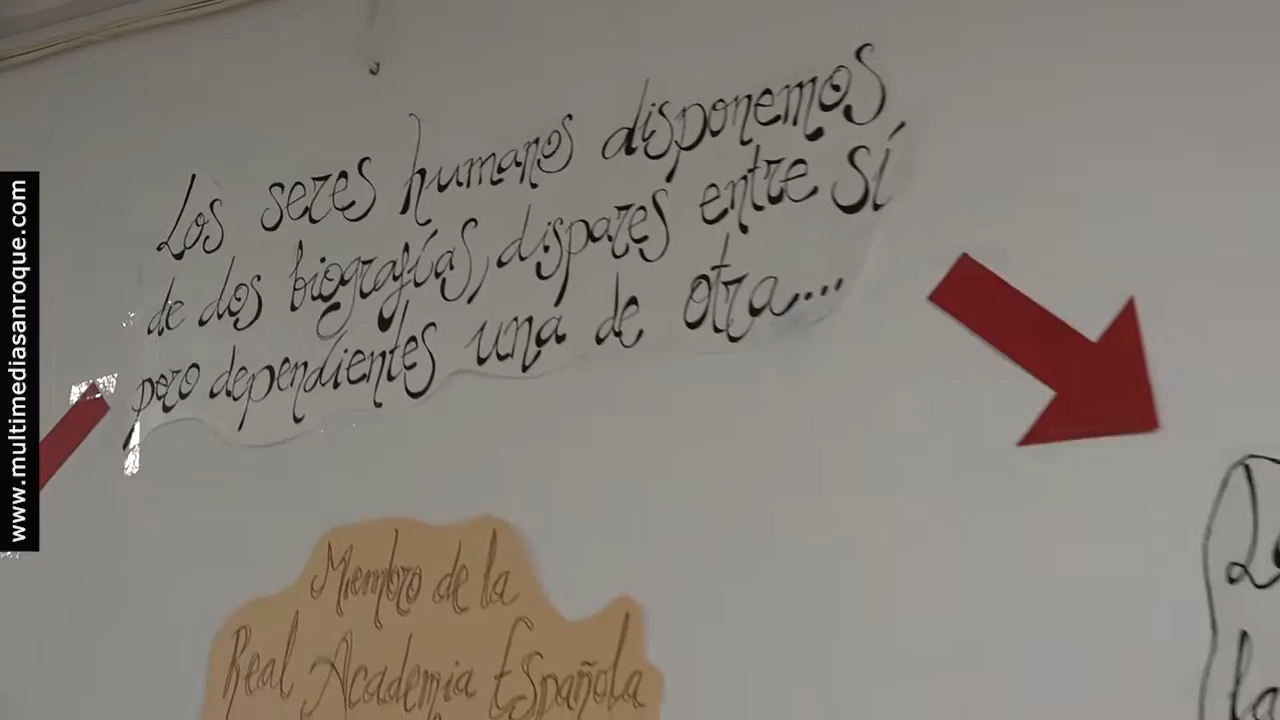 Los seres humanos disponemos
de dos biografías, dispares entre sí
pero dependientes una de otra....
Miembro de la
Real Academia Española
la
www.multimediasanroque.com